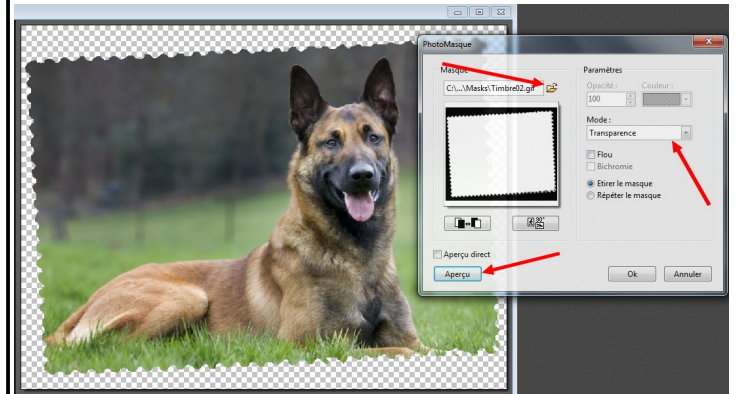 PhotoMasque
Masque
C:\...\Masks\Timbre02.gif
Paramètres
Opacité : Couleur :
100
Mode :
Transparence
Flou
Bichromie
Etirer le masque
Répéter le masque
Aperçu direct
Aperçu
Ok Annuler